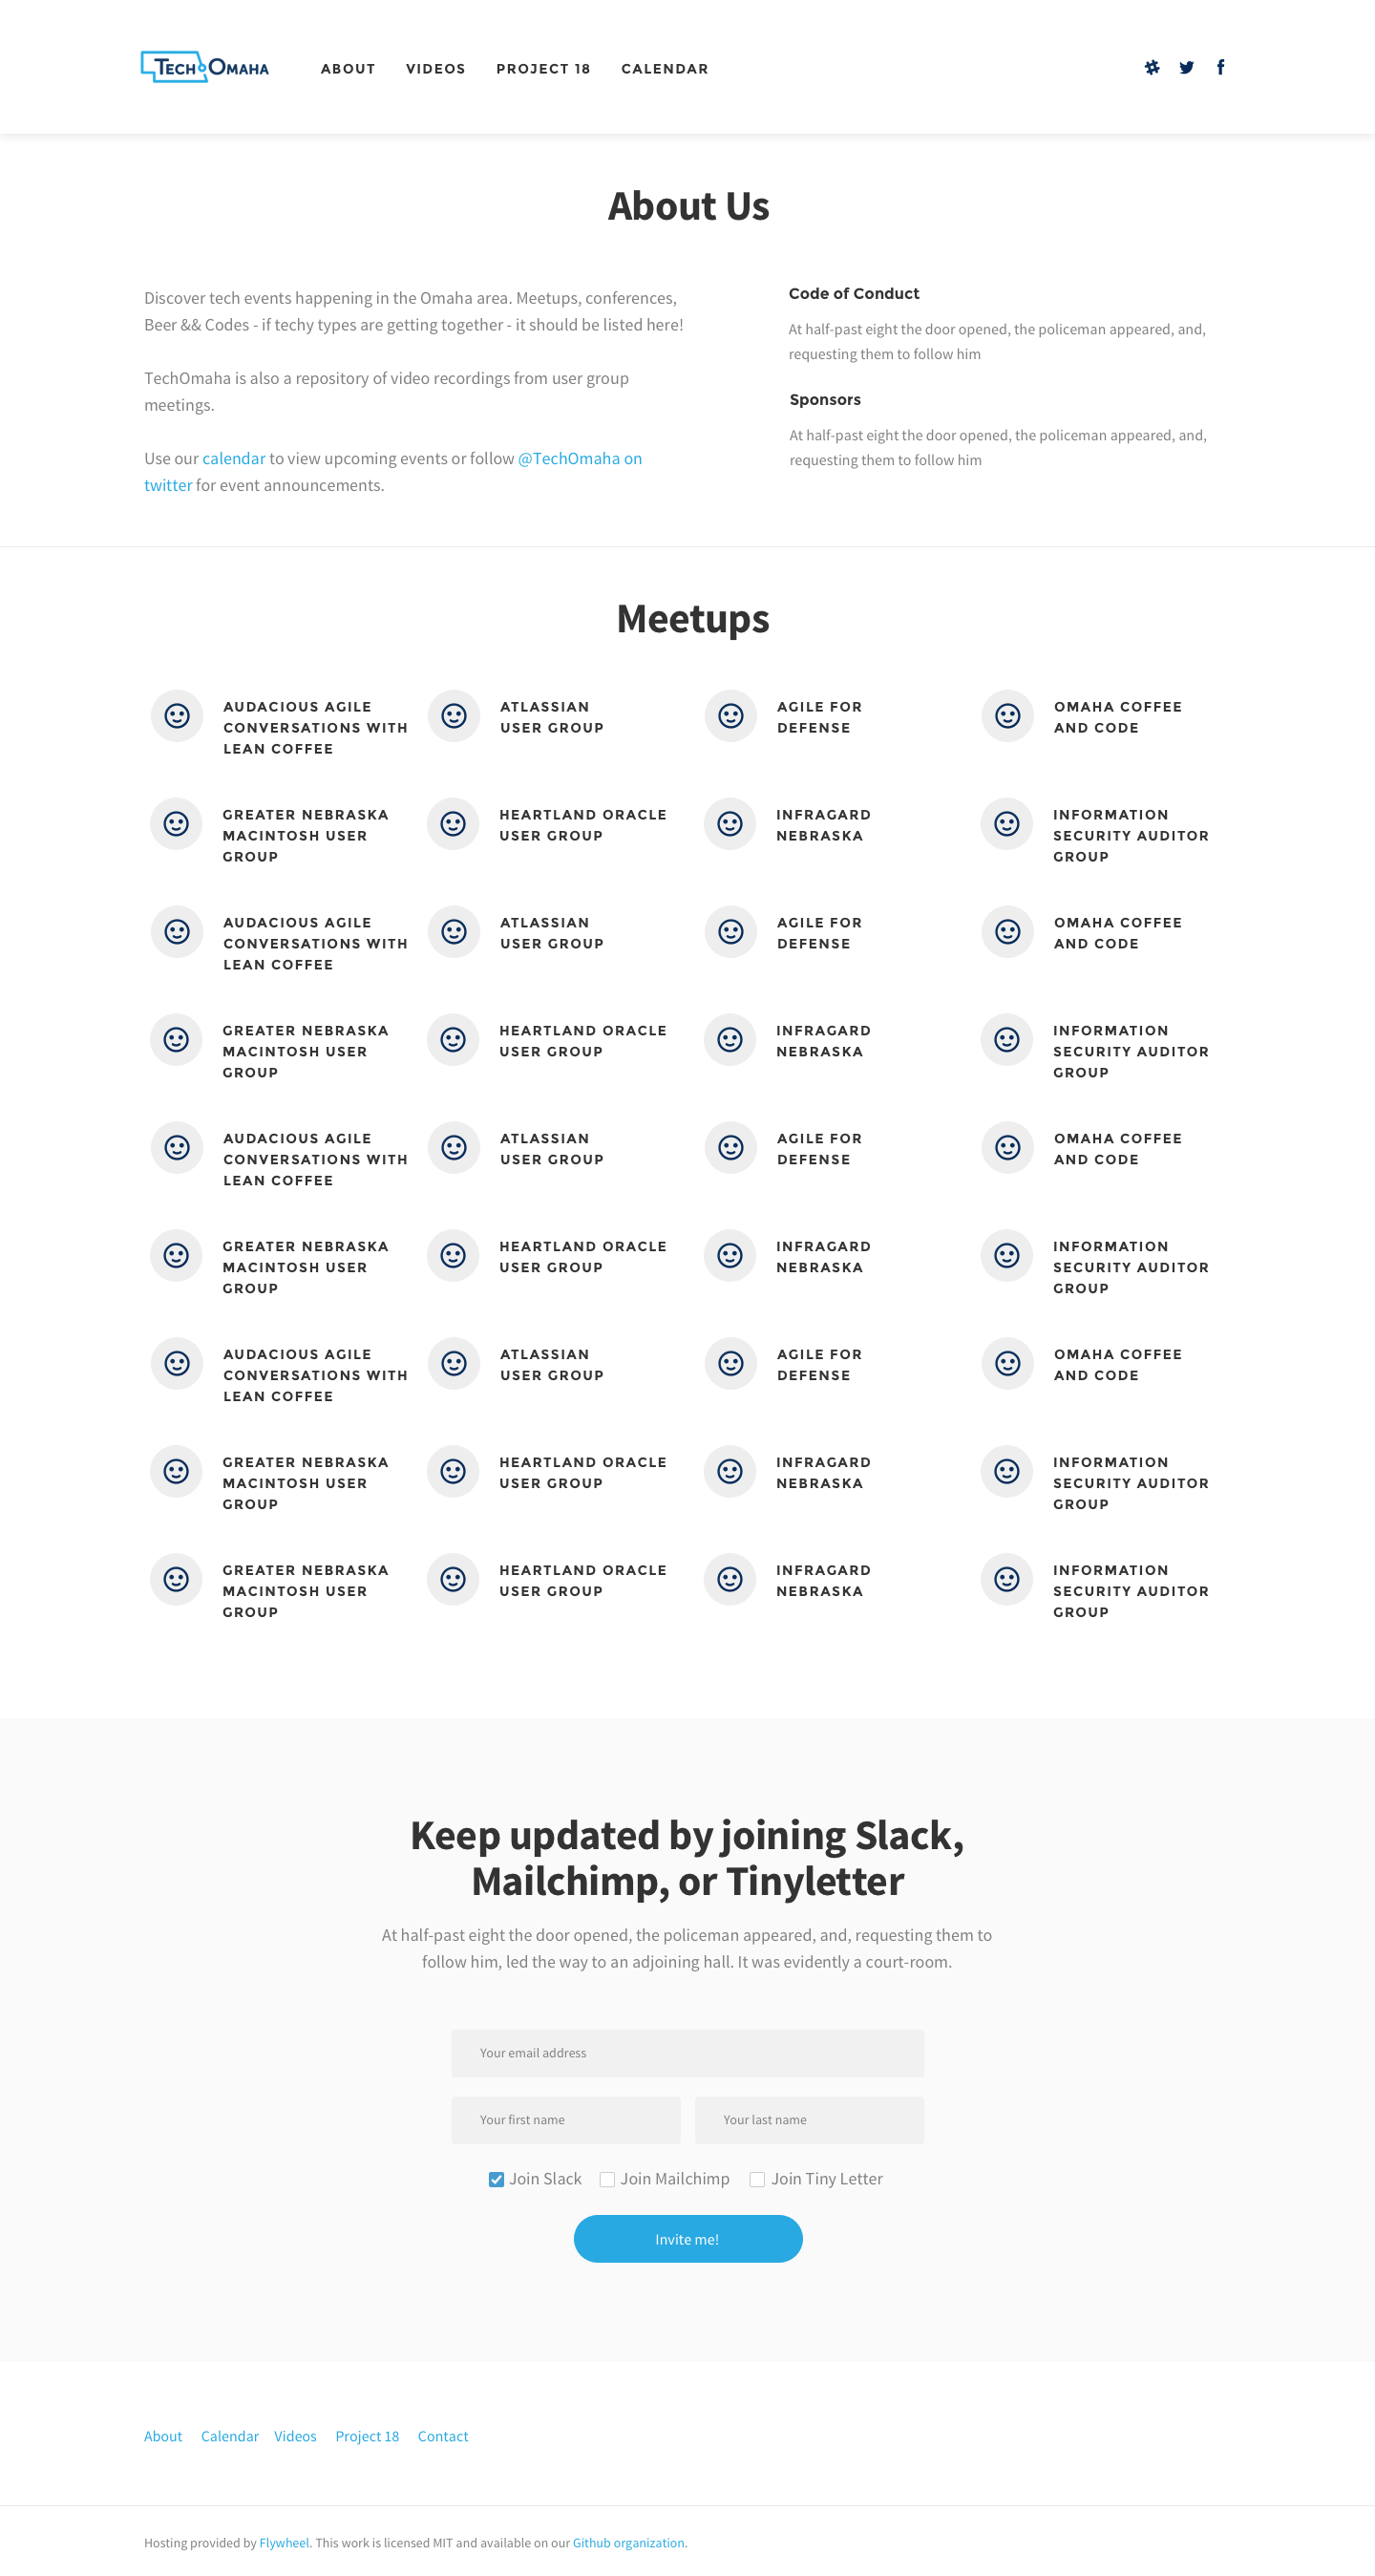 TECH OMAHA
ABOUT VIDEOS PROJECT 18 CALENDAR
About Us
Discover tech events happening in the Omaha area. Meetups, conferences,
Beer && Codes - if techy types are getting together - it should be listed here!
TechOmaha is also a repository of video recordings from user group
meetings.
Use our calendar to view upcoming events or follow @TechOmaha on
twitter for event announcements.
Code of Conduct
At half-past eight the door opened, the policeman appeared, and,
requesting them to follow him
Sponsors
At half-past eight the door opened, the policeman appeared, and,
requesting them to follow him
Meetups
AUDACIOUS AGILE
CONVERSATIONS WITH
LEAN COFFEE
ATLASSIAN
USER GROUP
AGILE FOR
DEFENSE
OMAHA COFFEE
AND CODE
GREATER NEBRASKA
MACINTOSH USER
GROUP
HEARTLAND ORACLE
USER GROUP
INFRAGARD
NEBRASKA
INFORMATION
SECURITY AUDITOR
GROUP
AUDACIOUS AGILE
CONVERSATIONS WITH
LEAN COFFEE
ATLASSIAN
USER GROUP
AGILE FOR
DEFENSE
OMAHA COFFEE
AND CODE
GREATER NEBRASKA
MACINTOSH USER
GROUP
HEARTLAND ORACLE
USER GROUP
INFRAGARD
NEBRASKA
INFORMATION
SECURITY AUDITOR
GROUP
AUDACIOUS AGILE
CONVERSATIONS WITH
LEAN COFFEE
ATLASSIAN
USER GROUP
AGILE FOR
DEFENSE
OMAHA COFFEE
AND CODE
GREATER NEBRASKA
MACINTOSH USER
GROUP
HEARTLAND ORACLE
USER GROUP
INFRAGARD
NEBRASKA
INFORMATION
SECURITY AUDITOR
GROUP
AUDACIOUS AGILE
CONVERSATIONS WITH
LEAN COFFEE
ATLASSIAN
USER GROUP
AGILE FOR
DEFENSE
OMAHA COFFEE
AND CODE
GREATER NEBRASKA
MACINTOSH USER
GROUP
HEARTLAND ORACLE
USER GROUP
INFRAGARD
NEBRASKA
INFORMATION
SECURITY AUDITOR
GROUP
GREATER NEBRASKA
MACINTOSH USER
GROUP
HEARTLAND ORACLE
USER GROUP
INFRAGARD
NEBRASKA
INFORMATION
SECURITY AUDITOR
GROUP
Keep updated by joining Slack,
Mailchimp, or Tinyletter
At half-past eight the door opened, the policeman appeared, and, requesting them to
follow him, led the way to an adjoining hall. It was evidently a court-room.
Your email address
Your first name Your last name
Join Slack Join Mailchimp Join Tiny Letter
Invite me!
About Calendar Videos Project 18 Contact
Hosting provided by Flywheel. This work is licensed MIT and available on our Github organization.